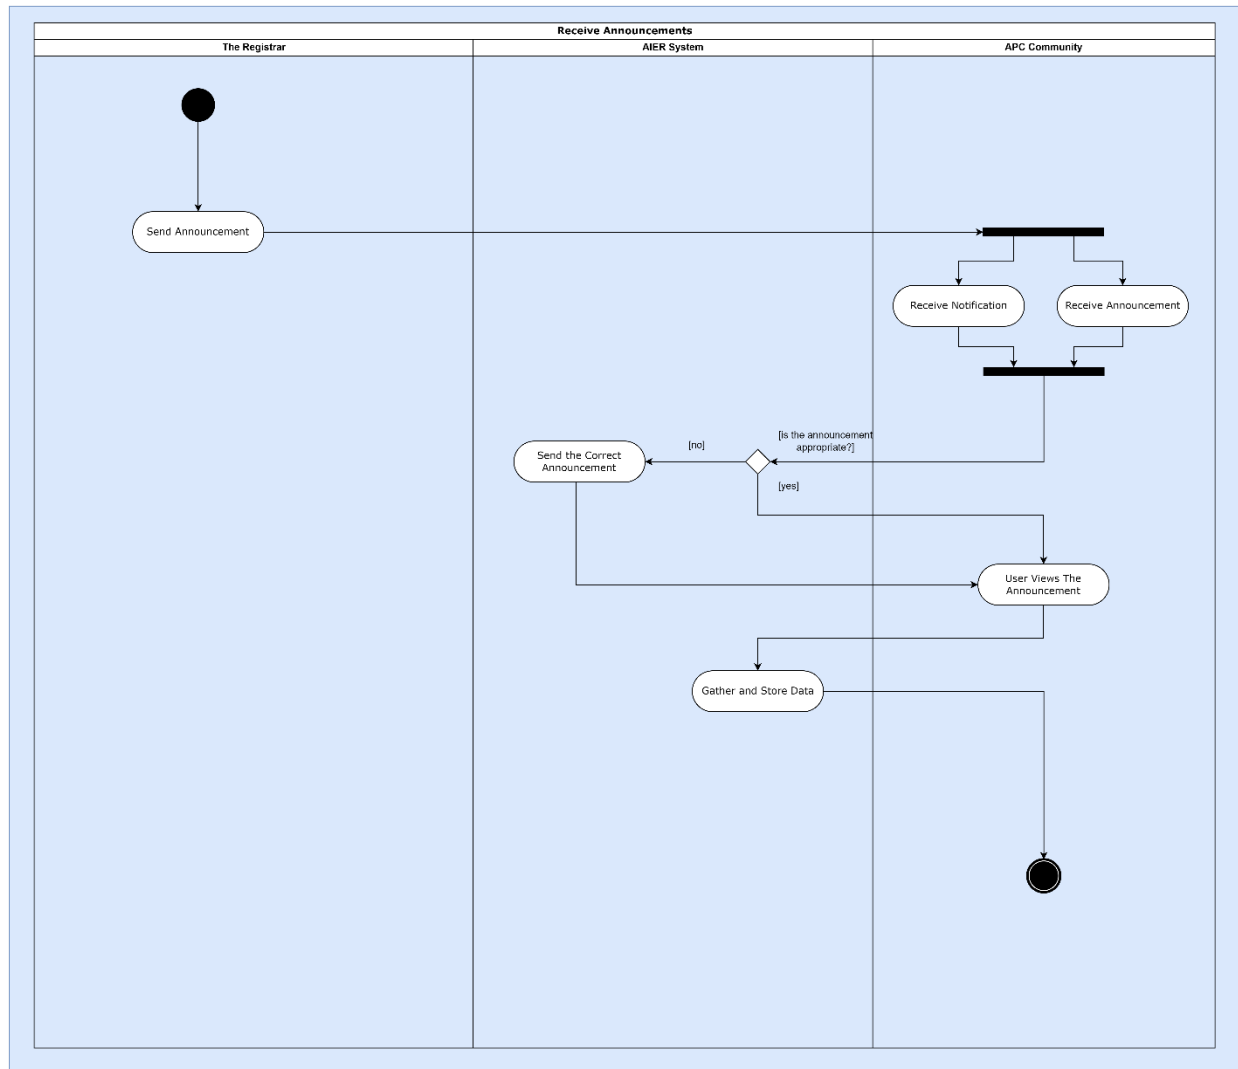 Receive Announcements
The Registrar
AIER System
APC Community
Send Announcement
Receive Notification
Receive Announcement
[is the announcement
appropriate?]
[no]
Send the Correct
Announcement
[yes]
User Views The
Announcement
Gather and Store Data